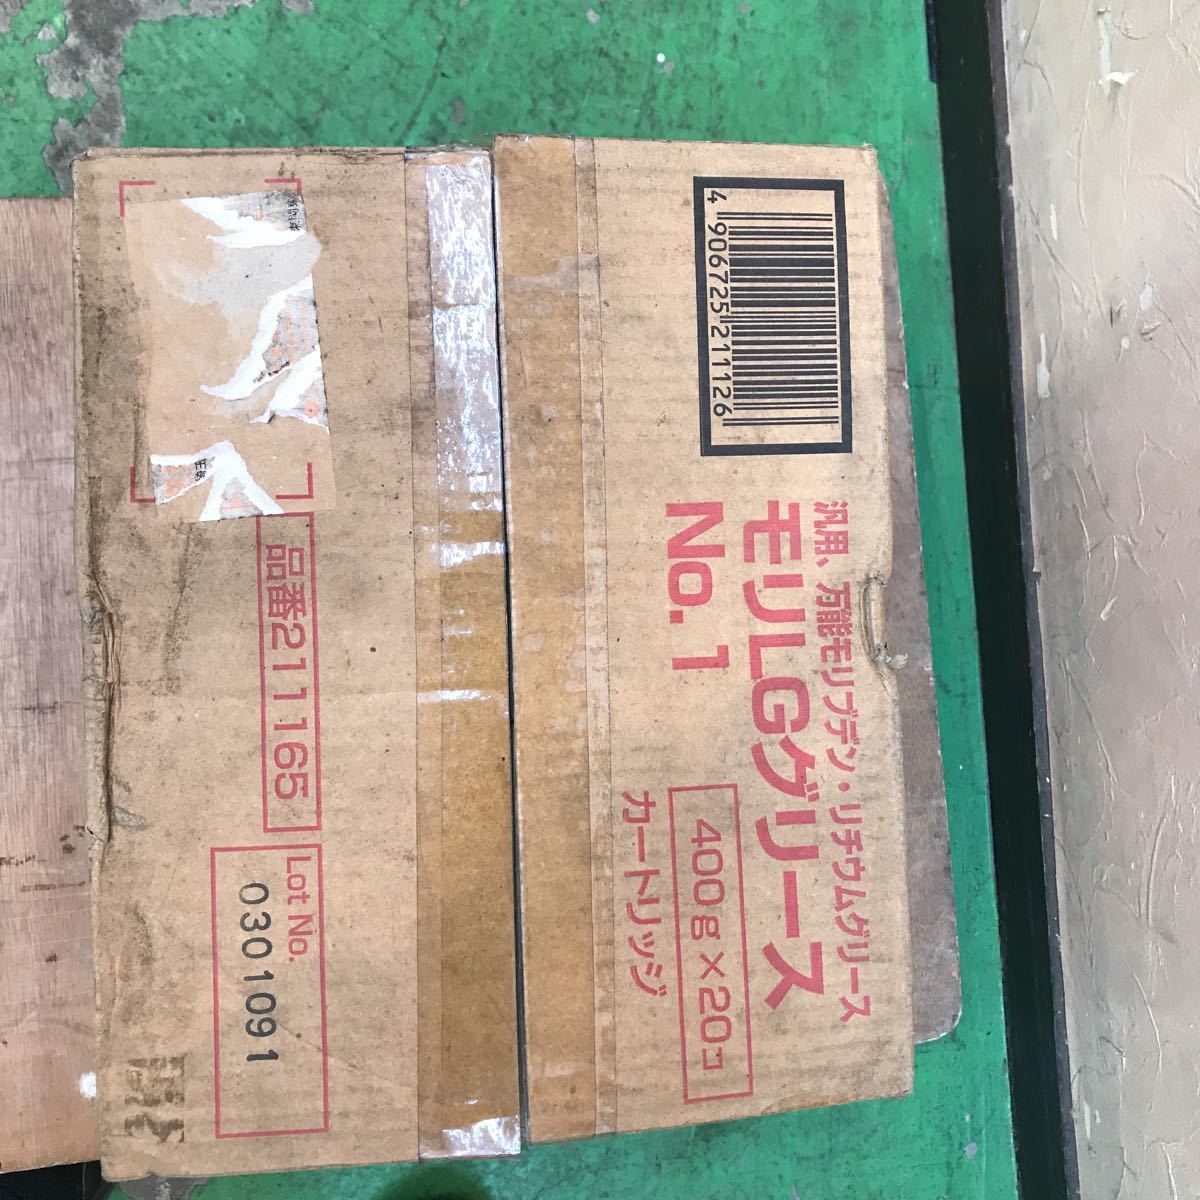 4 906725 211126
汎用、万能モリブデン・リチウムグリース
モリLGグリース
No. 1
400g×20コ
カートリッジ
品番211165
Lot No.
0301091